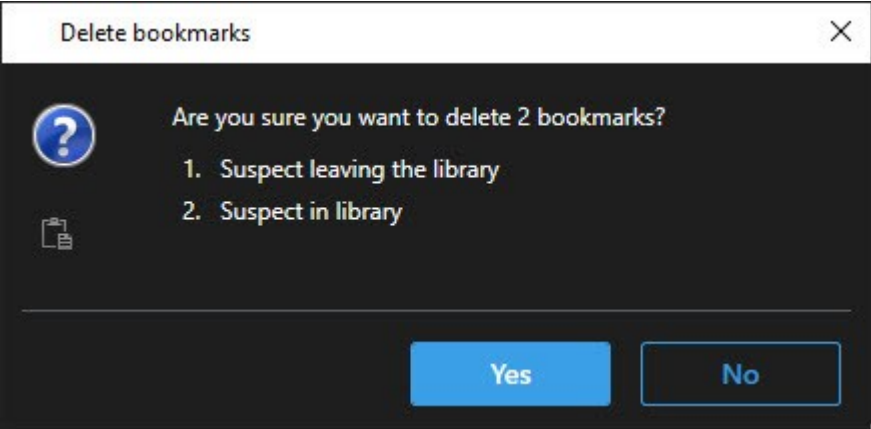 Delete bookmarks
Are you sure you want to delete 2 bookmarks?
1. Suspect leaving the library
2. Suspect in library
Yes
No